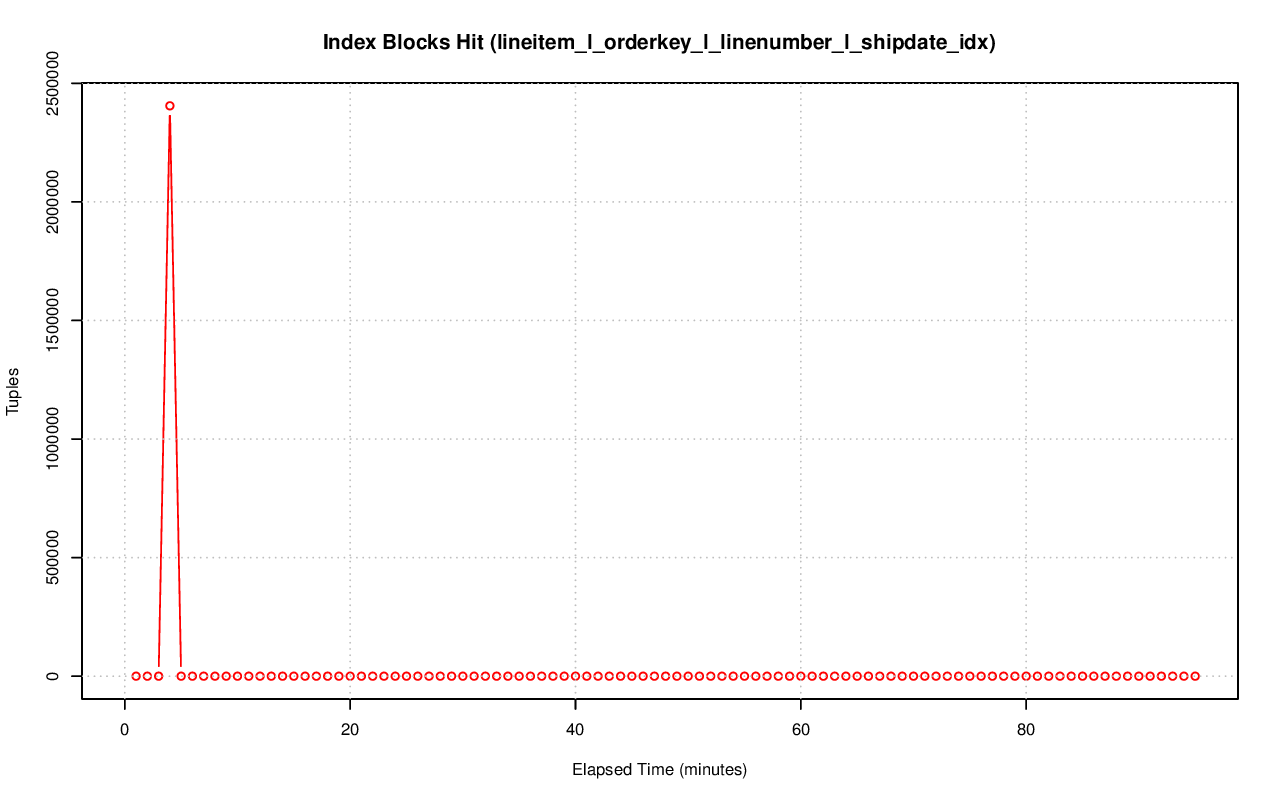 Index Blocks Hit (lineitem_l_orderkey_l_linenumber_l_shipdate_idx)
2500000
2000000
1500000
1000000
500000
0
Tuples
0 20 40 60 80
Elapsed Time (minutes)